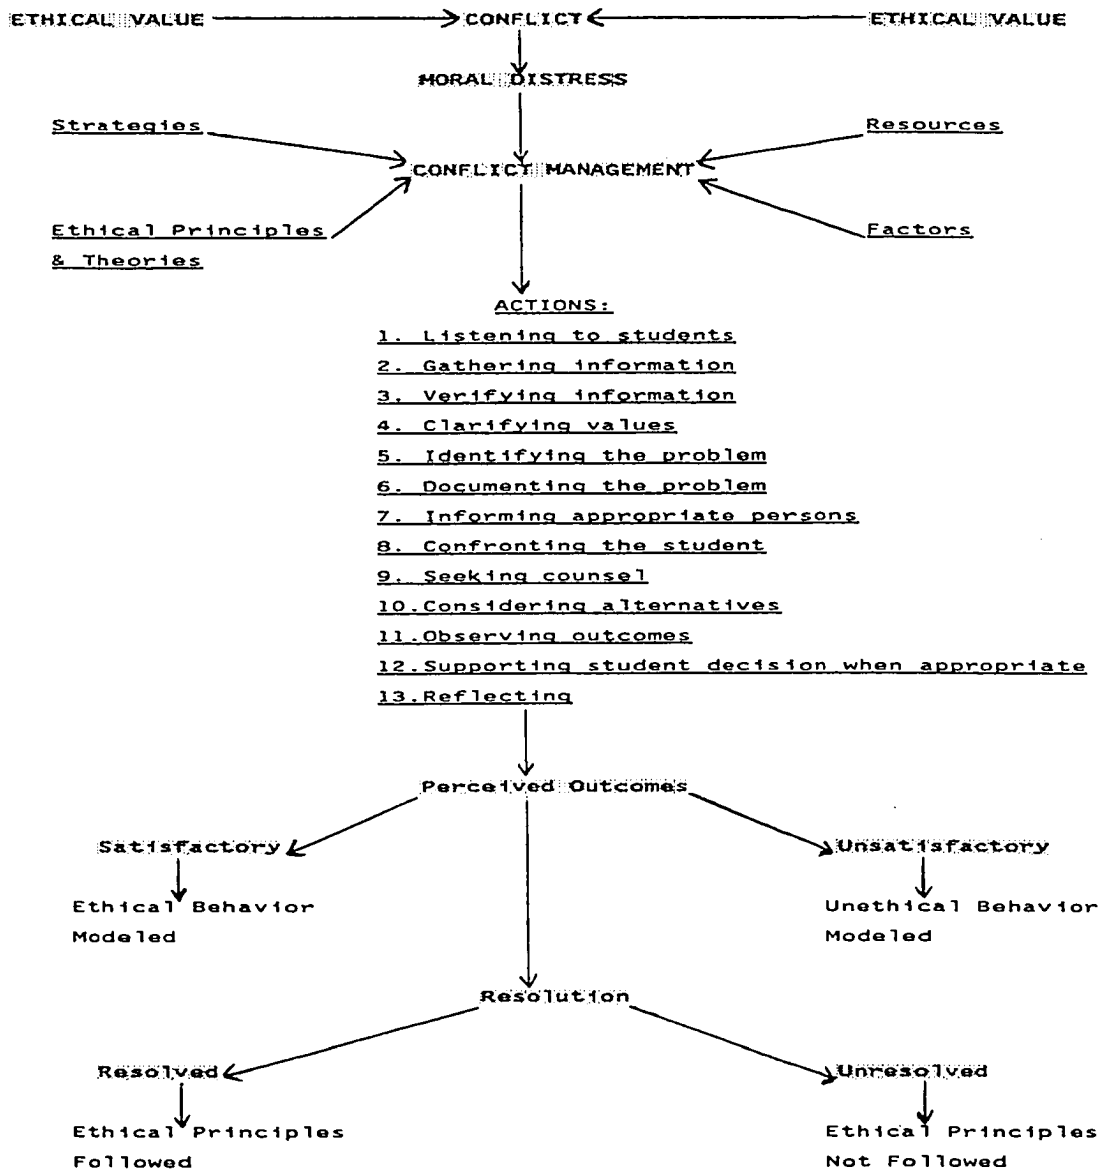 ETHICAL VALUE CONFLICT ETHICAL VALUE
MORAL DISTRESS
Strategies Resources
CONFLICT MANAGEMENT
Ethical Principles Factors
& Theories
ACTIONS:
1. Listening to students
2. Gathering information
3. Verifying information
4. Clarifying values
5. Identifying the problem
6. Documenting the problem
7. Informing appropriate persons
8. Confronting the student
9. Seeking counsel
10.Considering alternatives
11.Observing outcomes
12.Supporting student decision when appropriate
13.Reflecting
Perceived Outcomes
Satisfactory Unsatisfactory
Ethical Behavior Unethical Behavior
Modeled Modeled
Resolution
Resolved Unresolved
Ethical Principles Ethical Principles
Followed Not Followed